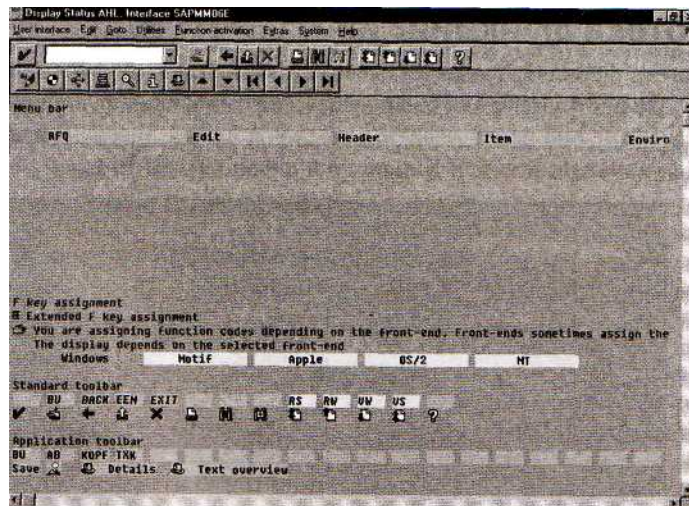 Display Status AHL, Interface SAPMM06E
User interface Edit Goto Utilities Function activation Extras System Help
Menu bar
RFQ Edit Header Item Enviro
F key assignment
Extended F key assignment
You are assigning function codes depending on the front-end. Front-ends sometimes assign the
The display depends on the selected front-end
Windows Motif Apple OS/2 MT
Standard toolbar
BU BACK EEN EXIT RS RW VW VS
Application toolbar
BU AB KOPF TXK
Save Details Text overview